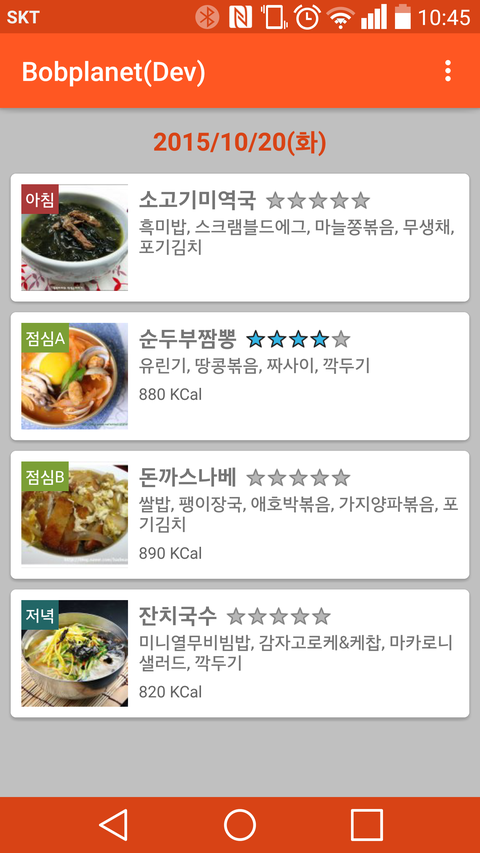 SKT 10:45
Bobplanet(Dev)
2015/10/20(화)
아침
소고기미역국
흑미밥, 스크램블드에그, 마늘쫑볶음, 무생채,
포기김치
점심A
순두부짬뽕
유린기, 땅콩볶음, 짜사이, 깍두기
880 KCal
점심B
돈까스나베
쌀밥, 팽이장국, 애호박볶음, 가지양파볶음, 포
기김치
890 KCal
저녁
잔치국수
미니열무비빔밥, 감자고로케&케찹, 마카로니
샐러드, 깍두기
820 KCal